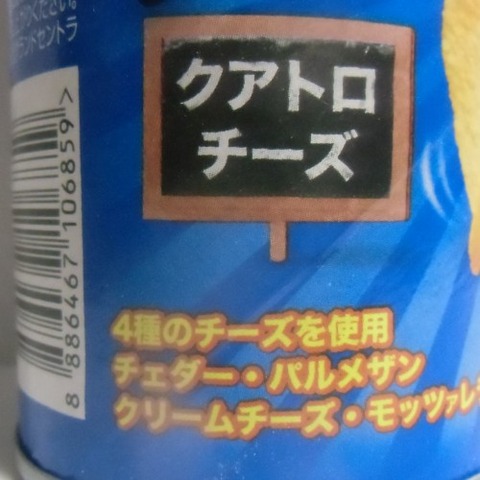 クアトロ
チーズ
4種のチーズを使用
チェダー・パルメザン
クリームチーズ・モッツァレ
8 886467 106859 >